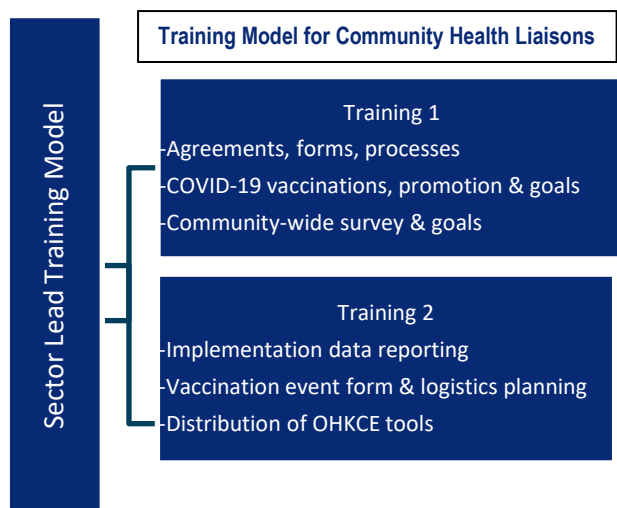 Training Model for Community Health Liaisons
Sector Lead Training Model
Training 1
-Agreements, forms, processes
-COVID-19 vaccinations, promotion & goals
-Community-wide survey & goals
Training 2
-Implementation data reporting
-Vaccination event form & logistics planning
-Distribution of OHKCE tools